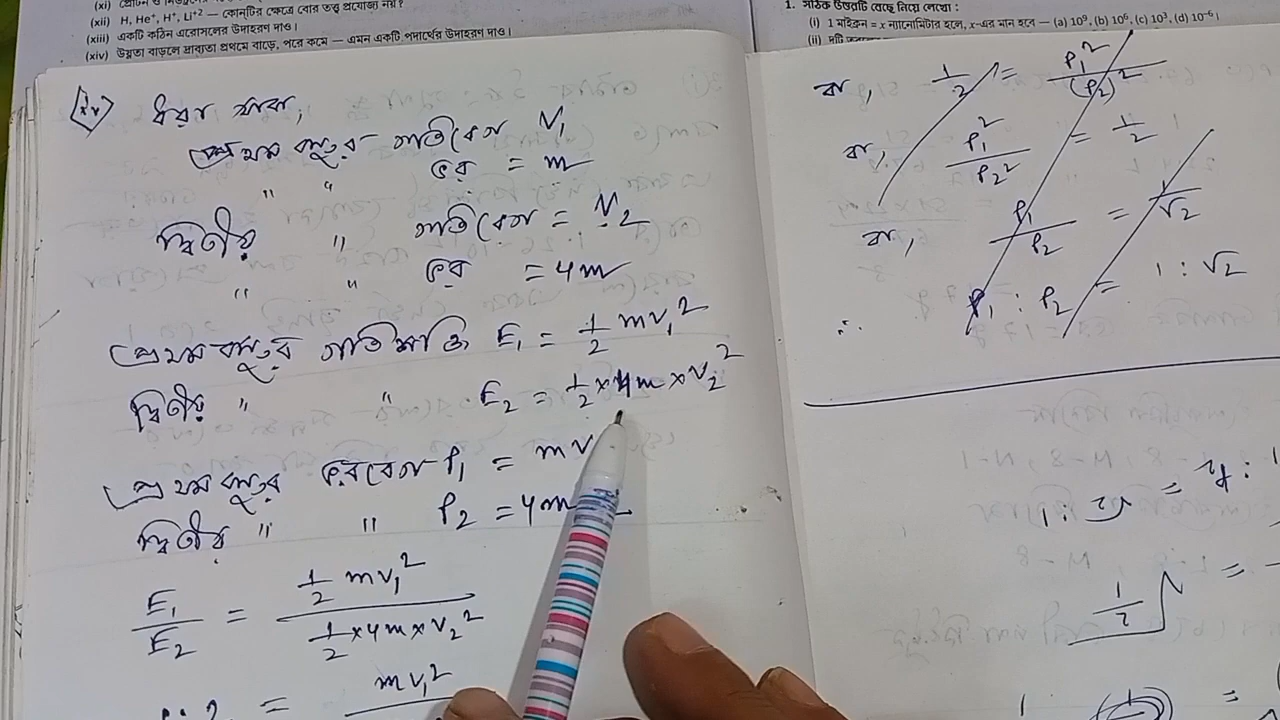 (xi)
(xii) H, He⁺, H⁺, Li⁺² — কোন্‌টির ক্ষেত্রে বোর তত্ত্ব প্রযোজ্য নয়?
(xiii) একটি কঠিন এরোসলের উদাহরণ দাও।
(xiv) উষ্ণতা বাড়লে দ্রাব্যতা প্রথমে বাড়ে, পরে কমে — এমন একটি পদার্থের উদাহরণ দাও।
1. সঠিক উত্তরটি বেছে নিয়ে লেখো :
(i) 1 মাইক্রন = x ন্যানোমিটার হলে, x-এর মান হবে — (a) 10⁹, (b) 10⁶, (c) 10³, (d) 10⁻⁶।
(ii)
ধরা যাক,
প্রথম বস্তুর গতিবেগ V₁
" " ভর = m
দ্বিতীয় " গতিবেগ = V₂
" " ভর = 4m
প্রথম বস্তুর গতিশক্তি E₁ = 1/2 mv₁²
দ্বিতীয় " " E₂ = 1/2 × 4m × v₂²
প্রথম বস্তুর ভরবেগ P₁ = mv
দ্বিতীয় " " P₂ = 4m
E₁/E₂ = 1/2 mv₁² / 1/2 × 4m × v₂²
= mv₁²
বা, 1/2 = P₁²/(P₂)²
বা, P₁²/P₂² = 1/2
বা, P₁/P₂ = 1/√2
∴ P₁ : P₂ = 1 : √2